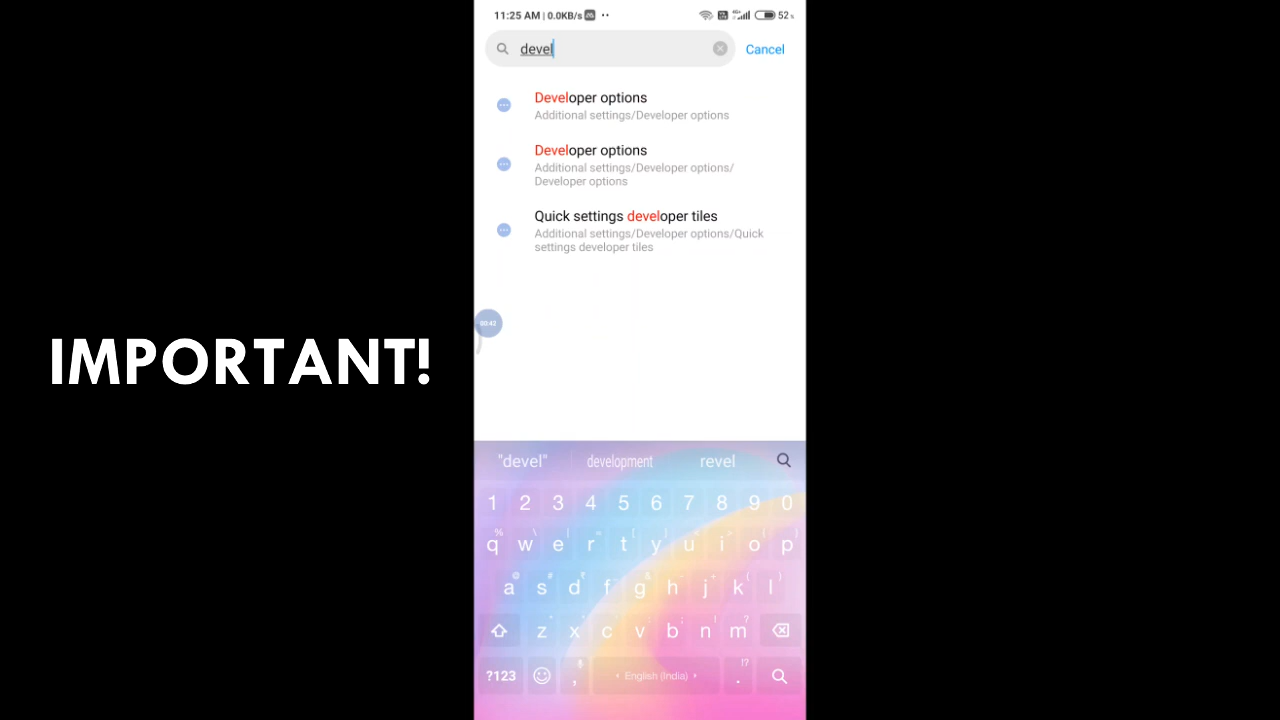 11:25 AM | 0.0KB/s
52
devel
Cancel
Developer options
Additional settings/Developer options
Developer options
Additional settings/Developer options/
Developer options
Quick settings developer tiles
Additional settings/Developer options/Quick
settings developer tiles
00:42
IMPORTANT!
"devel" development revel
1 2 3 4 5 6 7 8 9 0
q w e r t y u i o p
a s d f g h j k l
z x c v b n m
?123 , English (India) .